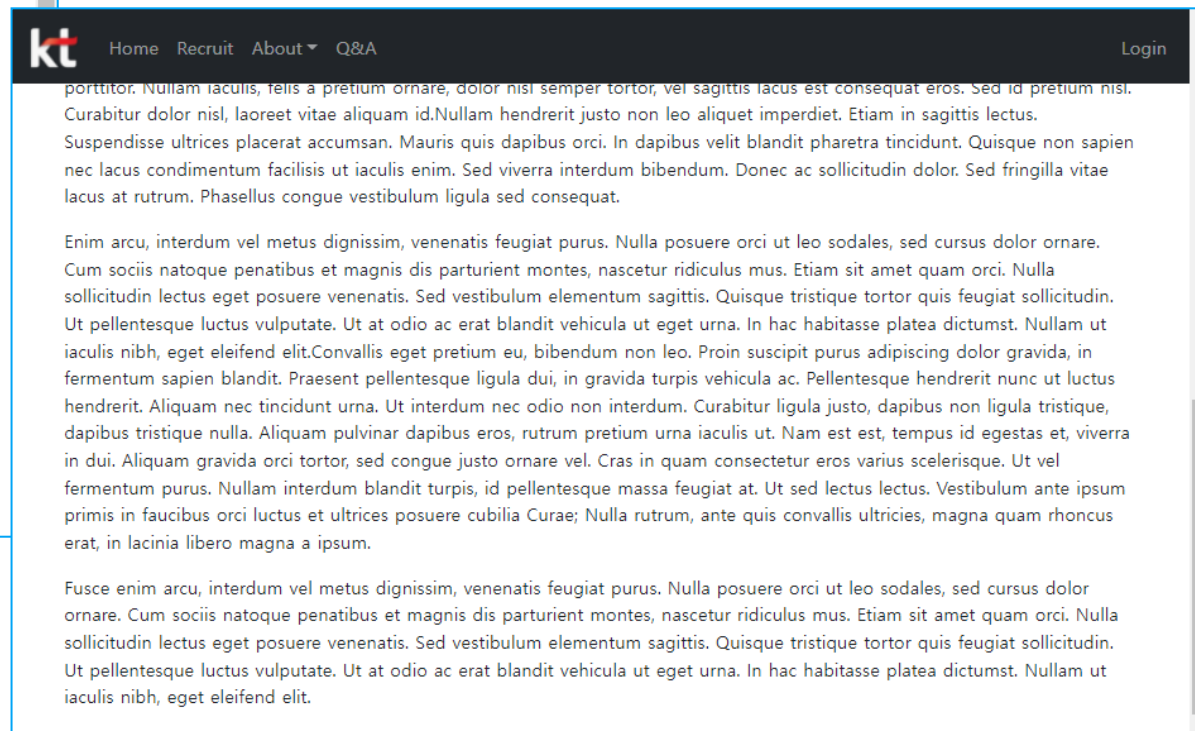 kt Home Recruit About Q&A Login
porttitor. Nullam iaculis, felis a pretium ornare, dolor nisl semper tortor, vel sagittis lacus est consequat eros. Sed id pretium nisl.
Curabitur dolor nisl, laoreet vitae aliquam id.Nullam hendrerit justo non leo aliquet imperdiet. Etiam in sagittis lectus.
Suspendisse ultrices placerat accumsan. Mauris quis dapibus orci. In dapibus velit blandit pharetra tincidunt. Quisque non sapien
nec lacus condimentum facilisis ut iaculis enim. Sed viverra interdum bibendum. Donec ac sollicitudin dolor. Sed fringilla vitae
lacus at rutrum. Phasellus congue vestibulum ligula sed consequat.
Enim arcu, interdum vel metus dignissim, venenatis feugiat purus. Nulla posuere orci ut leo sodales, sed cursus dolor ornare.
Cum sociis natoque penatibus et magnis dis parturient montes, nascetur ridiculus mus. Etiam sit amet quam orci. Nulla
sollicitudin lectus eget posuere venenatis. Sed vestibulum elementum sagittis. Quisque tristique tortor quis feugiat sollicitudin.
Ut pellentesque luctus vulputate. Ut at odio ac erat blandit vehicula ut eget urna. In hac habitasse platea dictumst. Nullam ut
iaculis nibh, eget eleifend elit.Convallis eget pretium eu, bibendum non leo. Proin suscipit purus adipiscing dolor gravida, in
fermentum sapien blandit. Praesent pellentesque ligula dui, in gravida turpis vehicula ac. Pellentesque hendrerit nunc ut luctus
hendrerit. Aliquam nec tincidunt urna. Ut interdum nec odio non interdum. Curabitur ligula justo, dapibus non ligula tristique,
dapibus tristique nulla. Aliquam pulvinar dapibus eros, rutrum pretium urna iaculis ut. Nam est est, tempus id egestas et, viverra
in dui. Aliquam gravida orci tortor, sed congue justo ornare vel. Cras in quam consectetur eros varius scelerisque. Ut vel
fermentum purus. Nullam interdum blandit turpis, id pellentesque massa feugiat at. Ut sed lectus lectus. Vestibulum ante ipsum
primis in faucibus orci luctus et ultrices posuere cubilia Curae; Nulla rutrum, ante quis convallis ultricies, magna quam rhoncus
erat, in lacinia libero magna a ipsum.
Fusce enim arcu, interdum vel metus dignissim, venenatis feugiat purus. Nulla posuere orci ut leo sodales, sed cursus dolor
ornare. Cum sociis natoque penatibus et magnis dis parturient montes, nascetur ridiculus mus. Etiam sit amet quam orci. Nulla
sollicitudin lectus eget posuere venenatis. Sed vestibulum elementum sagittis. Quisque tristique tortor quis feugiat sollicitudin.
Ut pellentesque luctus vulputate. Ut at odio ac erat blandit vehicula ut eget urna. In hac habitasse platea dictumst. Nullam ut
iaculis nibh, eget eleifend elit.